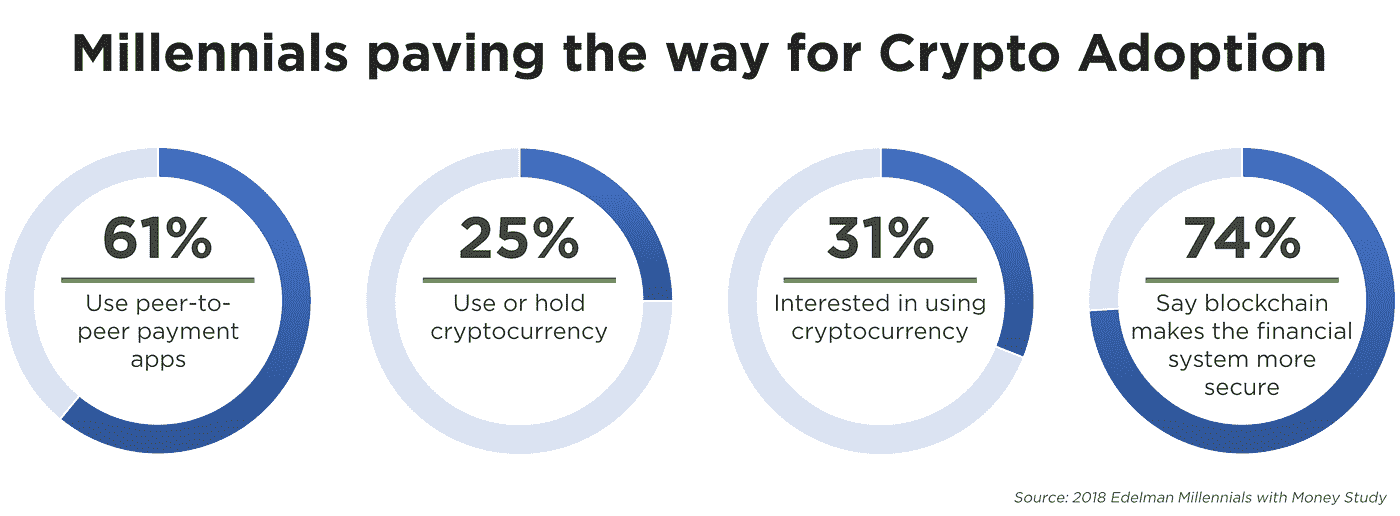 Millennials paving the way for Crypto Adoption
61%
Use peer-to-
peer payment
apps
25%
Use or hold
cryptocurrency
31%
Interested in using
cryptocurrency
74%
Say blockchain
makes the financial
system more
secure
Source: 2018 Edelman Millennials with Money Study